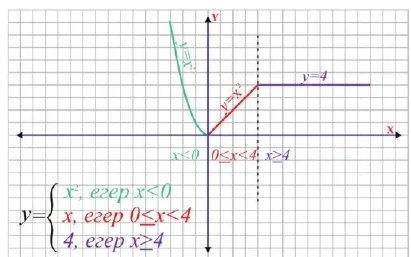 Y
y=x²
y=x²
y=4
X
x<0 0≤x<4 x≥4
y=
x², егер x<0
x, егер 0≤x<4
4, егер x≥4